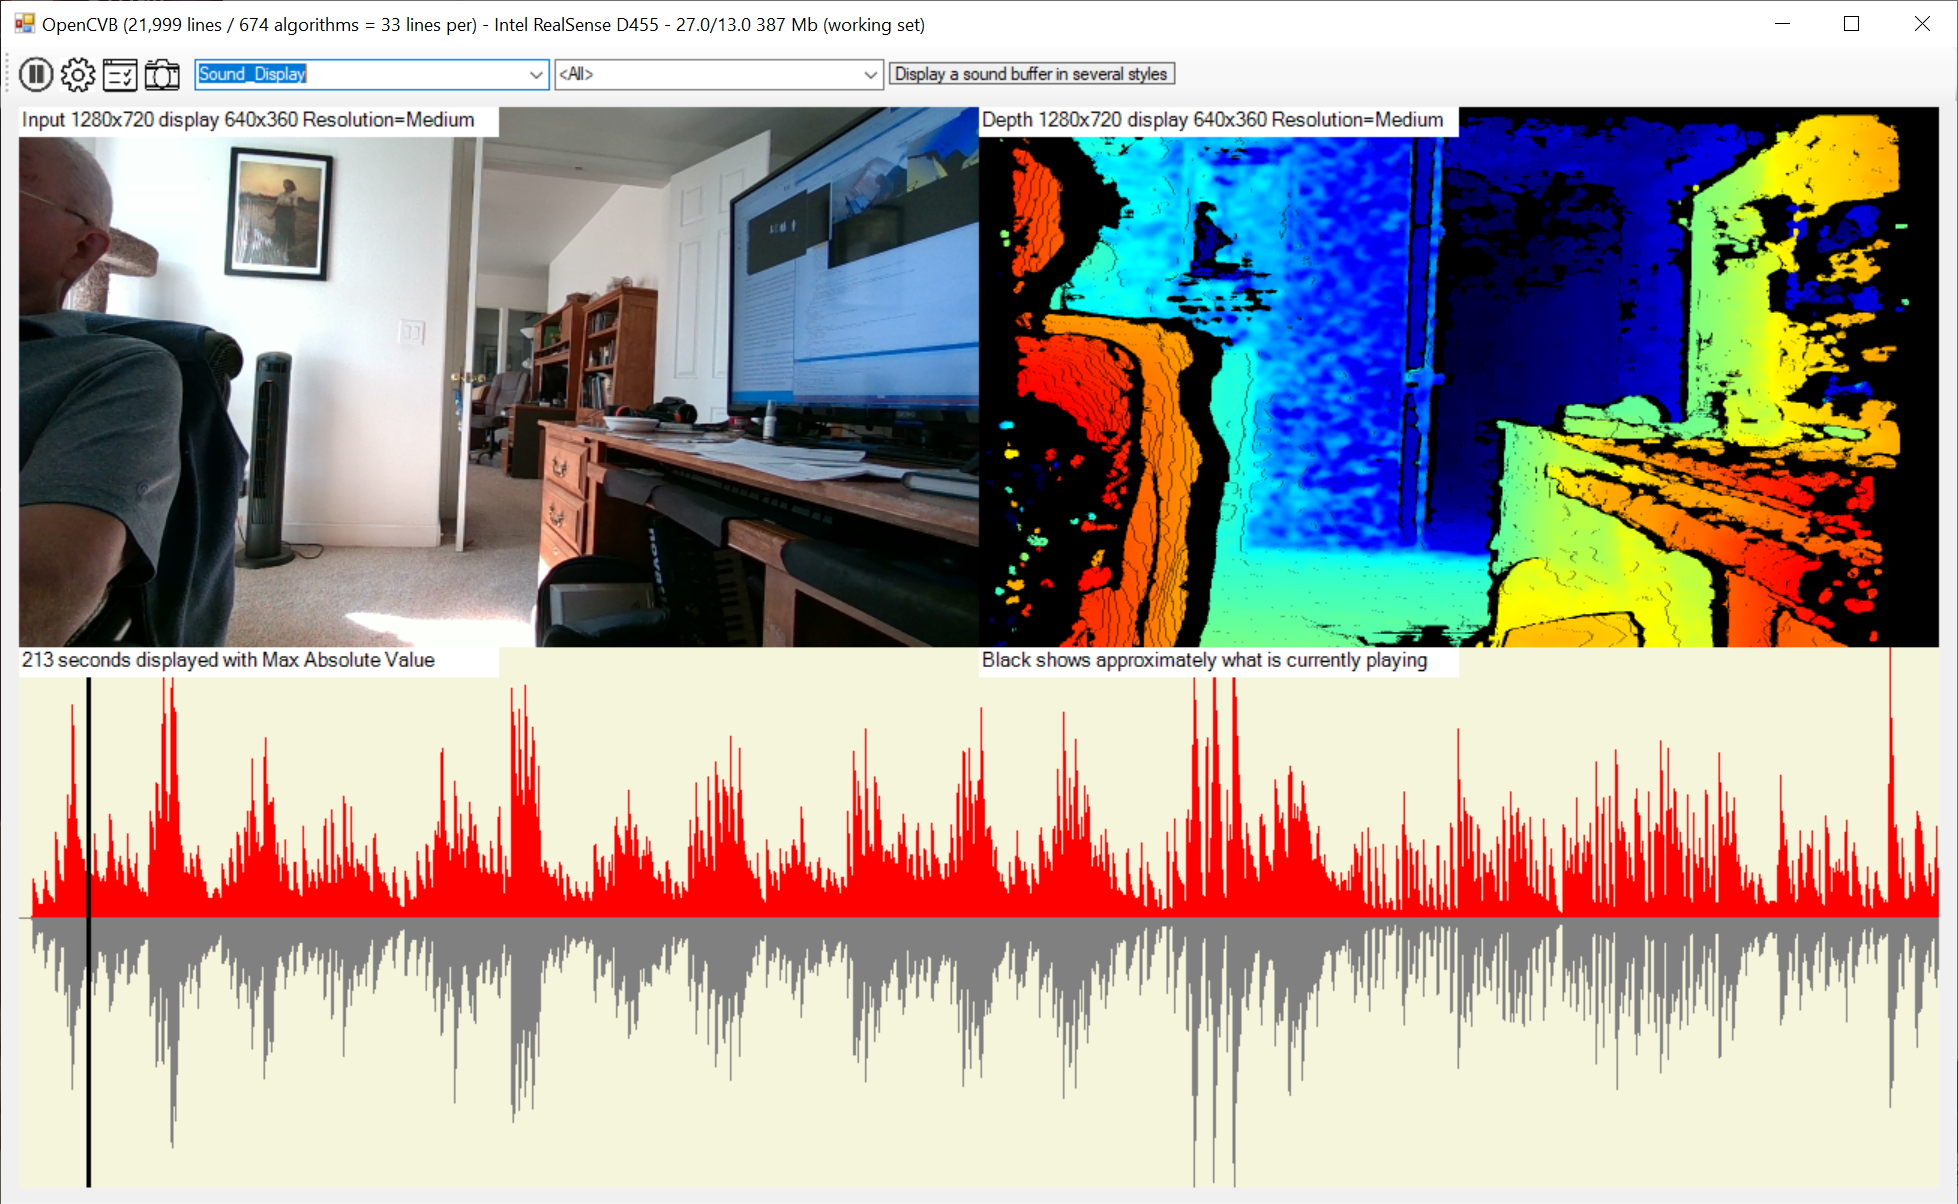 OpenCVB (21,999 lines / 674 algorithms = 33 lines per) - Intel RealSense D455 - 27.0/13.0 387 Mb (working set)
Sound_Display
<All>
Display a sound buffer in several styles
Input 1280x720 display 640x360 Resolution=Medium
Depth 1280x720 display 640x360 Resolution=Medium
213 seconds displayed with Max Absolute Value
Black shows approximately what is currently playing